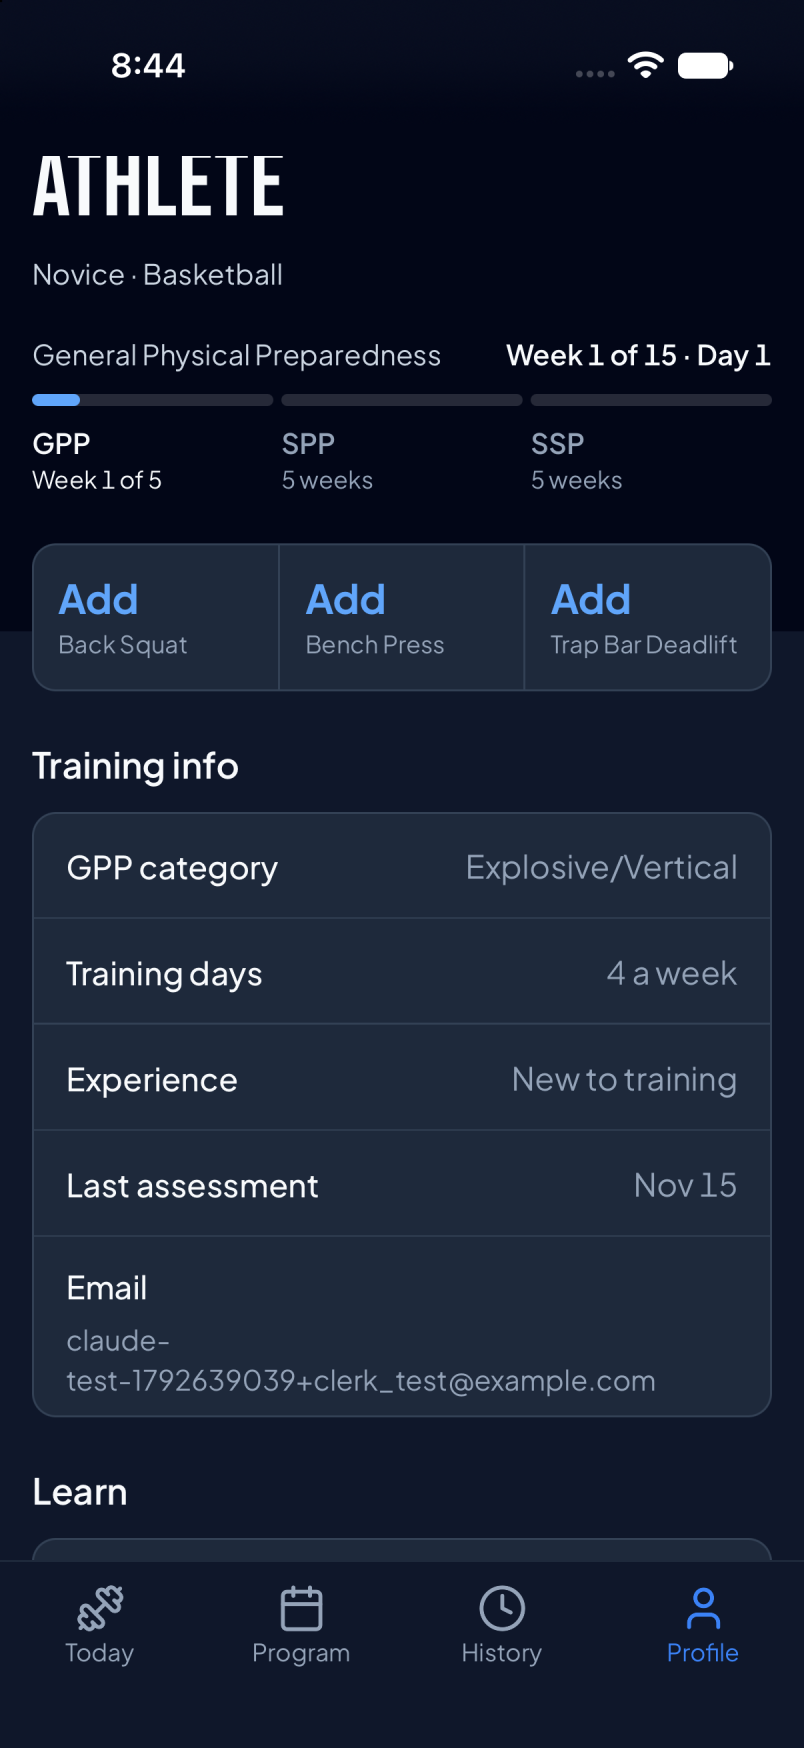 8:44
ATHLETE
Novice · Basketball
General Physical Preparedness
Week 1 of 15 · Day 1
GPP
SPP
SSP
Week 1 of 5
5 weeks
5 weeks
Add
Add
Add
Back Squat
Bench Press
Trap Bar Deadlift
Training info
GPP category
Explosive/Vertical
Training days
4 a week
Experience
New to training
Last assessment
Nov 15
Email
claude-
test-1792639039+clerk_test@example.com
Learn
Today
Program
History
Profile